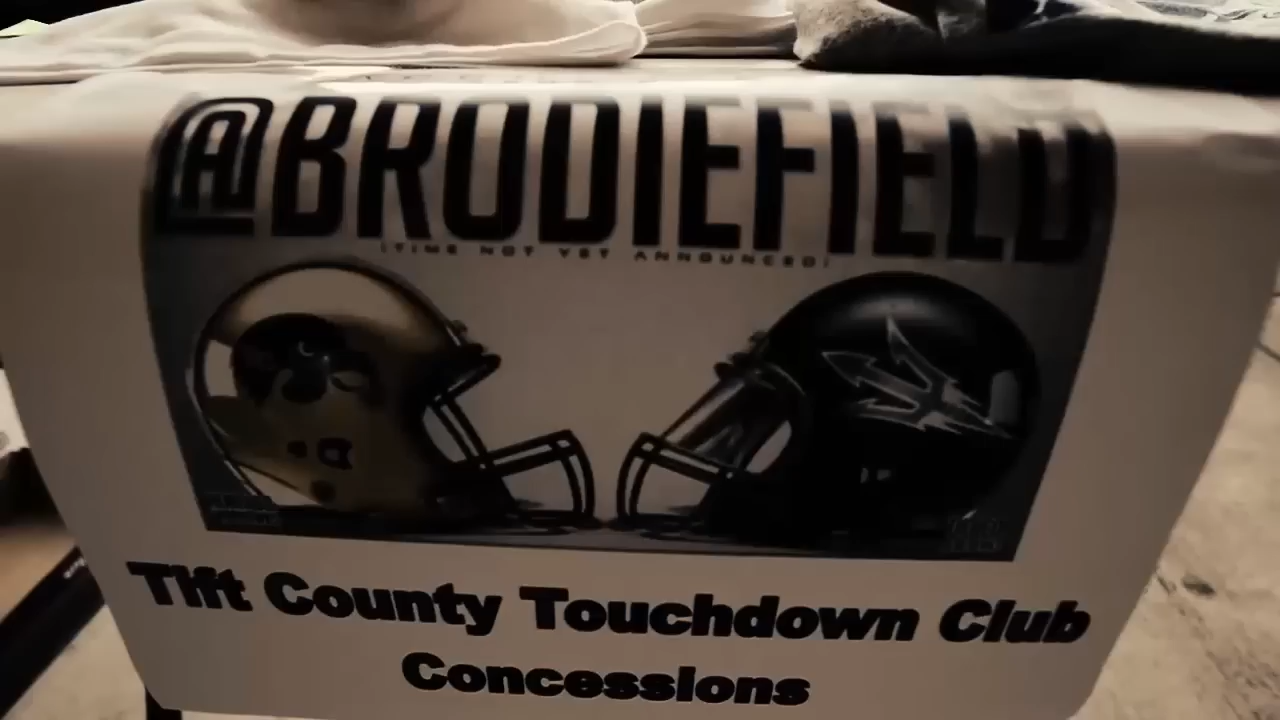 @BRODIEFIELD
(TIME NOT YET ANNOUNCED)
Tift County Touchdown Club
Concessions